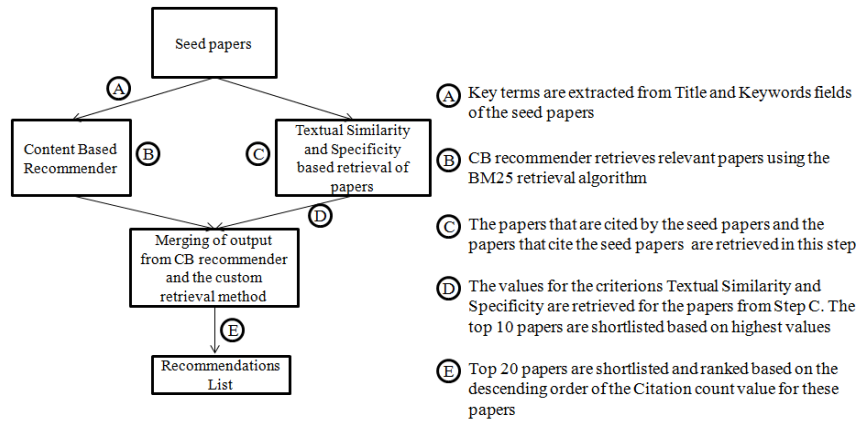 Seed papers
A
Content Based
Recommender
B
C
Textual Similarity
and Specificity
based retrieval of
papers
D
Merging of output
from CB recommender
and the custom
retrieval method
E
Recommendations
List
A Key terms are extracted from Title and Keywords fields
of the seed papers
B CB recommender retrieves relevant papers using the
BM25 retrieval algorithm
C The papers that are cited by the seed papers and the
papers that cite the seed papers are retrieved in this step
D The values for the criterions Textual Similarity and
Specificity are retrieved for the papers from Step C. The
top 10 papers are shortlisted based on highest values
E Top 20 papers are shortlisted and ranked based on the
descending order of the Citation count value for these
papers